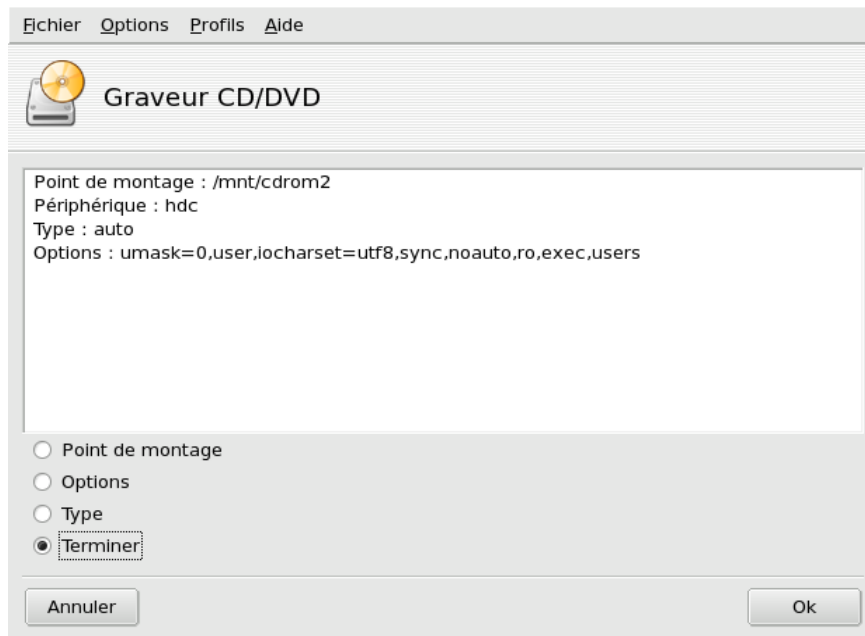 Fichier Options Profils Aide
Graveur CD/DVD
Point de montage : /mnt/cdrom2
Périphérique : hdc
Type : auto
Options : umask=0,user,iocharset=utf8,sync,noauto,ro,exec,users
Point de montage
Options
Type
Terminer
Annuler Ok